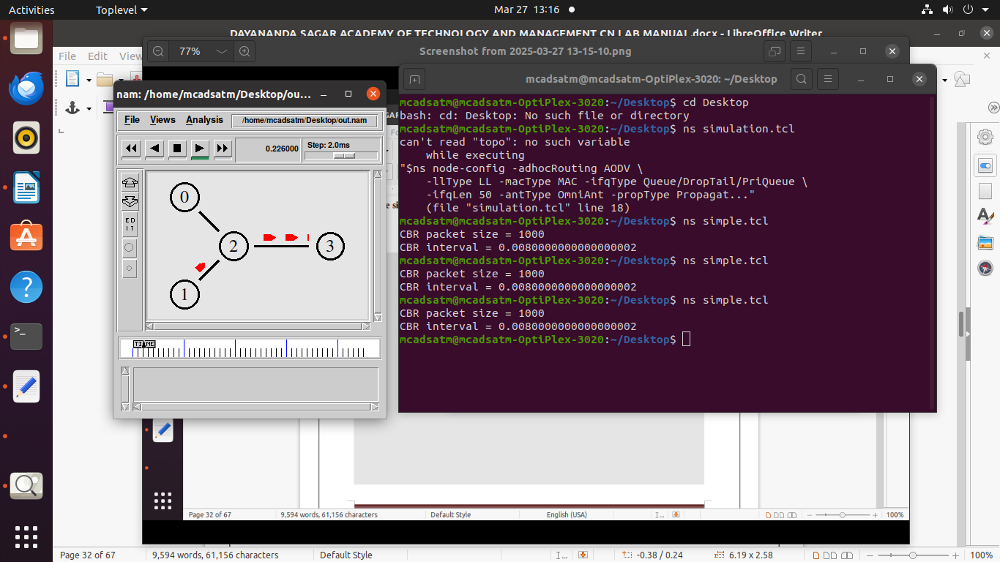 Activities Toplevel Mar 27 13:16
DAYANANDA SAGAR ACADEMY OF TECHNOLOGY AND MANAGEMENT CN LAB MANUAL.docx - LibreOffice Writer
File Edit View
77% Screenshot from 2025-03-27 13-15-10.png
nam: /home/mcadsatm/Desktop/ou...
File Views Analysis /home/mcadsatm/Desktop/out.nam
0.226000 Step: 2.0ms
ED
IT
0
2
3
1
TIME
mcadsatm@mcadsatm-OptiPlex-3020: ~/Desktop
mcadsatm@mcadsatm-OptiPlex-3020:~/Desktop$ cd Desktop
bash: cd: Desktop: No such file or directory
mcadsatm@mcadsatm-OptiPlex-3020:~/Desktop$ ns simulation.tcl
can't read "topo": no such variable
    while executing
"$ns node-config -adhocRouting AODV \
    -llType LL -macType MAC -ifqType Queue/DropTail/PriQueue \
    -ifqLen 50 -antType OmniAnt -propType Propagat..."
    (file "simulation.tcl" line 18)
mcadsatm@mcadsatm-OptiPlex-3020:~/Desktop$ ns simple.tcl
CBR packet size = 1000
CBR interval = 0.0080000000000000002
mcadsatm@mcadsatm-OptiPlex-3020:~/Desktop$ ns simple.tcl
CBR packet size = 1000
CBR interval = 0.0080000000000000002
mcadsatm@mcadsatm-OptiPlex-3020:~/Desktop$ ns simple.tcl
CBR packet size = 1000
CBR interval = 0.0080000000000000002
mcadsatm@mcadsatm-OptiPlex-3020:~/Desktop$
Page 32 of 67 9,594 words, 61,156 characters Default Style English (USA) 100%
Page 32 of 67 9,594 words, 61,156 characters Default Style -0.38 / 0.24 6.19 x 2.58 100%